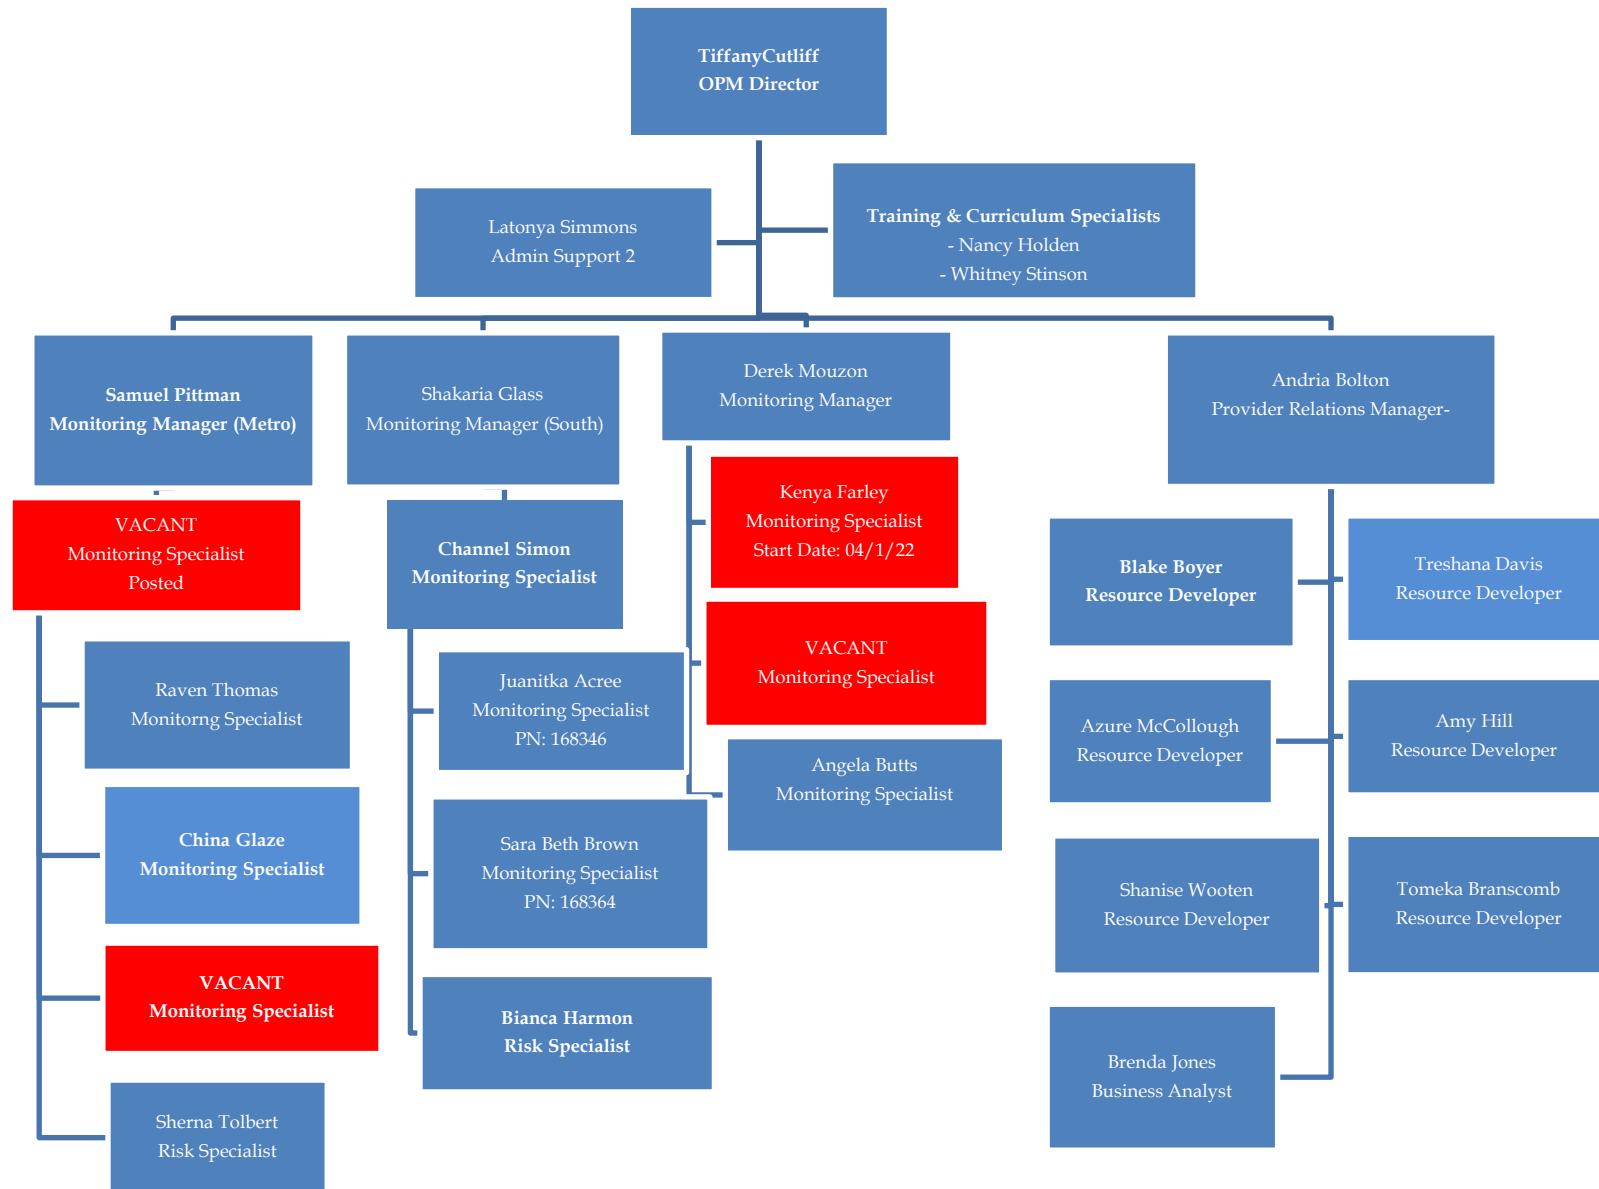 TiffanyCutliff
OPM Director
Latonya Simmons
Admin Support 2
Training & Curriculum Specialists
- Nancy Holden
- Whitney Stinson
Samuel Pittman
Monitoring Manager (Metro)
Shakaria Glass
Monitoring Manager (South)
Derek Mouzon
Monitoring Manager
Andria Bolton
Provider Relations Manager-
VACANT
Monitoring Specialist
Posted
Raven Thomas
Monitorng Specialist
China Glaze
Monitoring Specialist
VACANT
Monitoring Specialist
Sherna Tolbert
Risk Specialist
Channel Simon
Monitoring Specialist
Juanitka Acree
Monitoring Specialist
PN: 168346
Sara Beth Brown
Monitoring Specialist
PN: 168364
Bianca Harmon
Risk Specialist
Kenya Farley
Monitoring Specialist
Start Date: 04/1/22
VACANT
Monitoring Specialist
Angela Butts
Monitoring Specialist
Blake Boyer
Resource Developer
Treshana Davis
Resource Developer
Azure McCollough
Resource Developer
Amy Hill
Resource Developer
Shanise Wooten
Resource Developer
Tomeka Branscomb
Resource Developer
Brenda Jones
Business Analyst